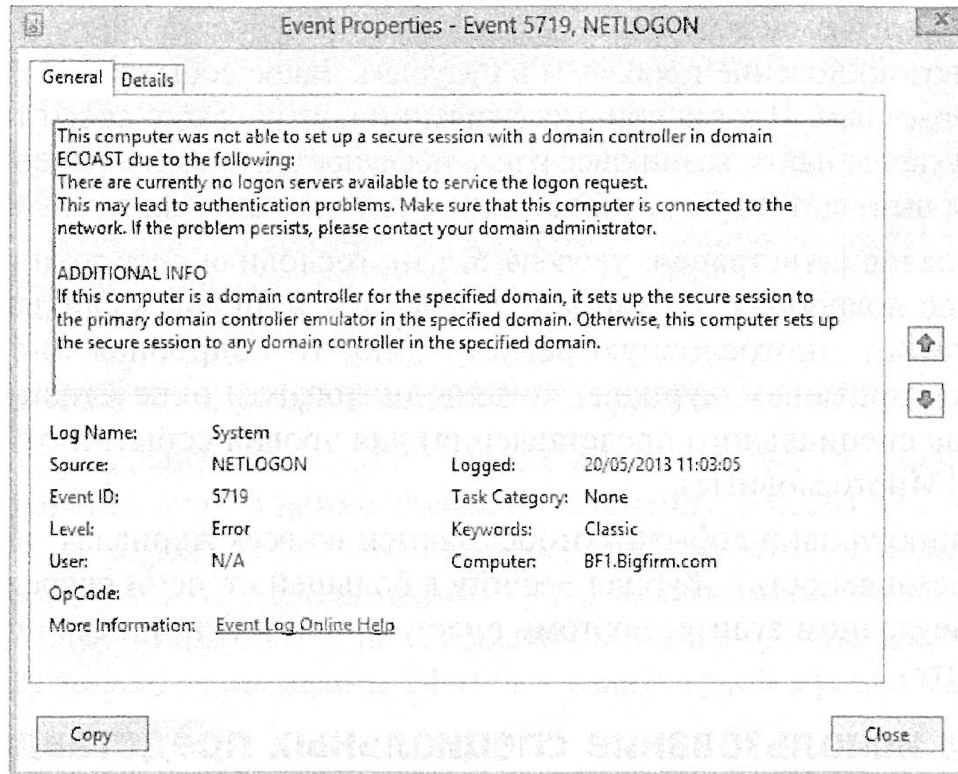 Event Properties - Event 5719, NETLOGON
General Details
This computer was not able to set up a secure session with a domain controller in domain
ECOAST due to the following:
There are currently no logon servers available to service the logon request.
This may lead to authentication problems. Make sure that this computer is connected to the
network. If the problem persists, please contact your domain administrator.
ADDITIONAL INFO
If this computer is a domain controller for the specified domain, it sets up the secure session to
the primary domain controller emulator in the specified domain. Otherwise, this computer sets up
the secure session to any domain controller in the specified domain.
Log Name: System
Source: NETLOGON Logged: 20/05/2013 11:03:05
Event ID: 5719 Task Category: None
Level: Error Keywords: Classic
User: N/A Computer: BF1.Bigfirm.com
OpCode:
More Information: Event Log Online Help
Copy Close